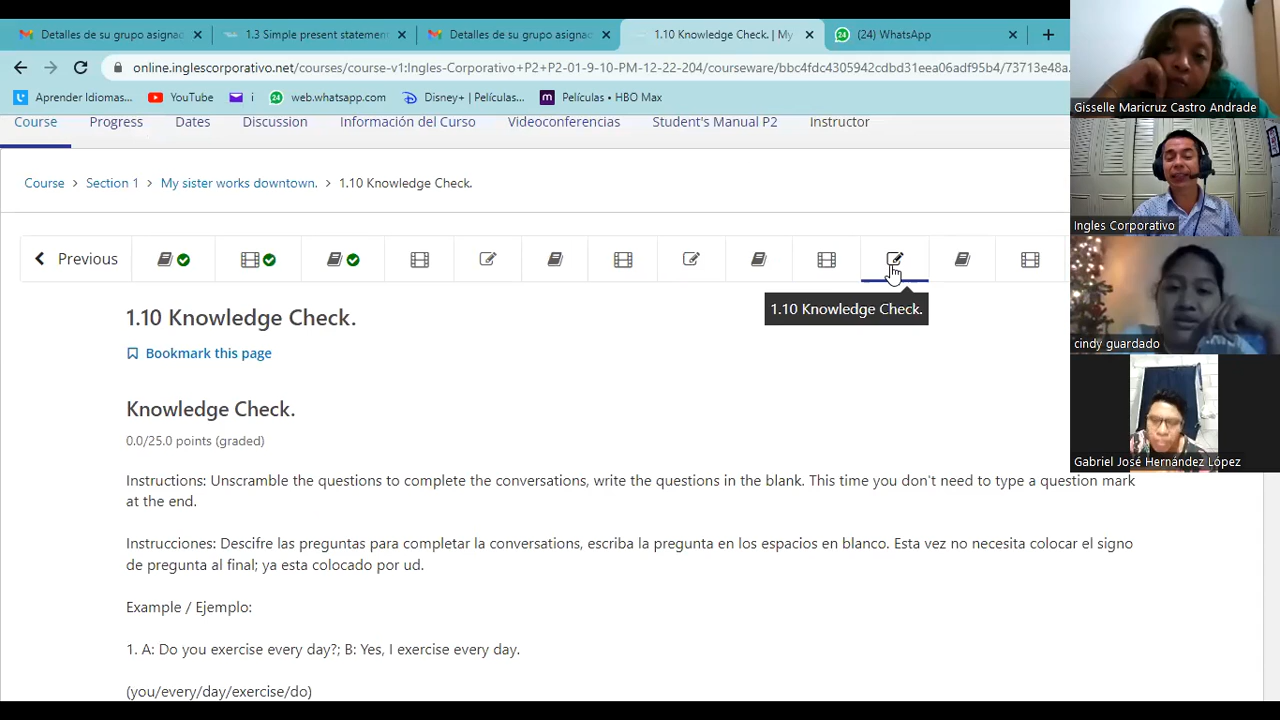 Detalles de su grupo asignac
1.3 Simple present statement
Detalles de su grupo asignac
1.10 Knowledge Check. | My
(24) WhatsApp
online.inglescorporativo.net/courses/course-v1:Ingles-Corporativo+P2+P2-01-9-10-PM-12-22-204/courseware/bbc4fdc4305942cdbd31eea06adf95b4/73713e48a
Aprender Idiomas...
YouTube
i
web.whatsapp.com
Disney+ | Películas...
Películas • HBO Max
Course
Progress
Dates
Discussion
Información del Curso
Videoconferencias
Student's Manual P2
Instructor
Course > Section 1 > My sister works downtown. > 1.10 Knowledge Check.
Previous
1.10 Knowledge Check.
1.10 Knowledge Check.
Bookmark this page
Knowledge Check.
0.0/25.0 points (graded)
Instructions: Unscramble the questions to complete the conversations, write the questions in the blank. This time you don't need to type a question mark
at the end.
Instrucciones: Descifre las preguntas para completar la conversations, escriba la pregunta en los espacios en blanco. Esta vez no necesita colocar el signo
de pregunta al final; ya esta colocado por ud.
Example / Ejemplo:
1. A: Do you exercise every day?; B: Yes, I exercise every day.
(you/every/day/exercise/do)
Gisselle Maricruz Castro Andrade
Ingles Corporativo
cindy guardado
Gabriel José Hernández López